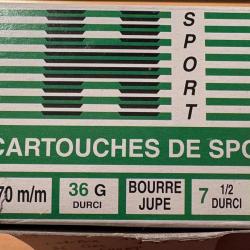 H
SPORT
CARTOUCHES DE SPO
70 m/m
36 G
DURCI
BOURRE
JUPE
7 1/2
DURCI